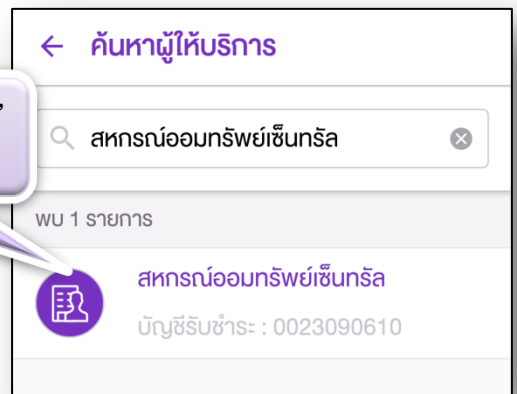 ค้นหาผู้ให้บริการ
สหกรณ์ออมทรัพย์เซ็นทรัล
พบ 1 รายการ
สหกรณ์ออมทรัพย์เซ็นทรัล
บัญชีรับชำระ : 0023090610